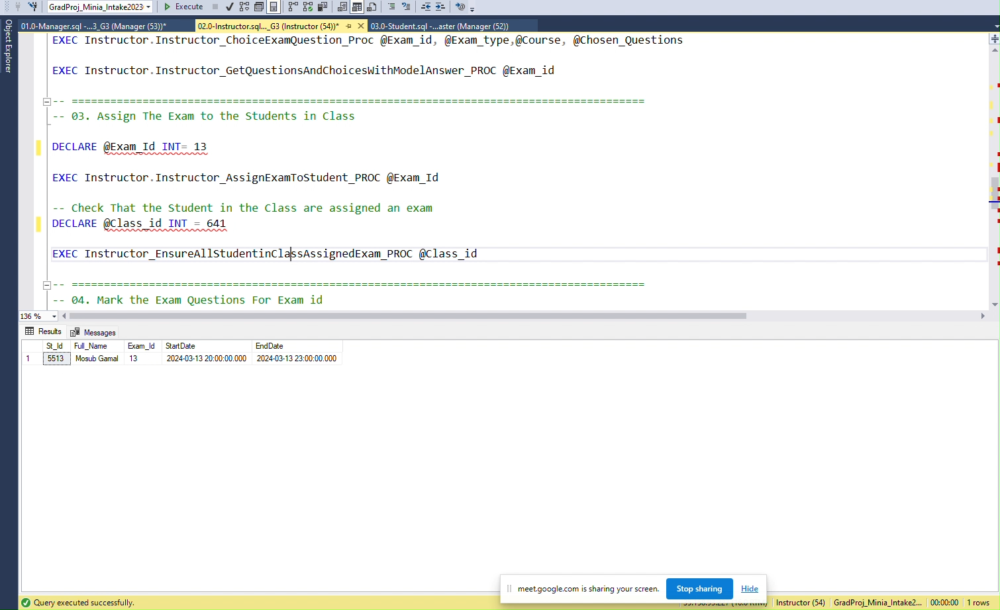 GradProj_Minia_Intake2023 Execute
Object Explorer
01.0-Manager.sql -...3_G3 (Manager (53))* 02.0-Instructor.sql..._G3 (Instructor (54))* 03.0-Student.sql -...aster (Manager (52))
EXEC Instructor.Instructor_ChoiceExamQuestion_Proc @Exam_id, @Exam_type,@Course, @Chosen_Questions
EXEC Instructor.Instructor_GetQuestionsAndChoicesWithModelAnswer_PROC @Exam_id
-- =========================================================================================
-- 03. Assign The Exam to the Students in Class
DECLARE @Exam_Id INT= 13
EXEC Instructor.Instructor_AssignExamToStudent_PROC @Exam_Id
-- Check That the Student in the Class are assigned an exam
DECLARE @Class_id INT = 641
EXEC Instructor_EnsureAllStudentinClassAssignedExam_PROC @Class_id
-- =========================================================================================
-- 04. Mark the Exam Questions For Exam id
136 %
Results Messages
St_Id Full_Name Exam_Id StartDate EndDate
1 5513 Mosub Gamal 13 2024-03-13 20:00:00.000 2024-03-13 23:00:00.000
meet.google.com is sharing your screen. Stop sharing Hide
Query executed successfully. Instructor (54) GradProj_Minia_Intake2... 00:00:00 1 rows